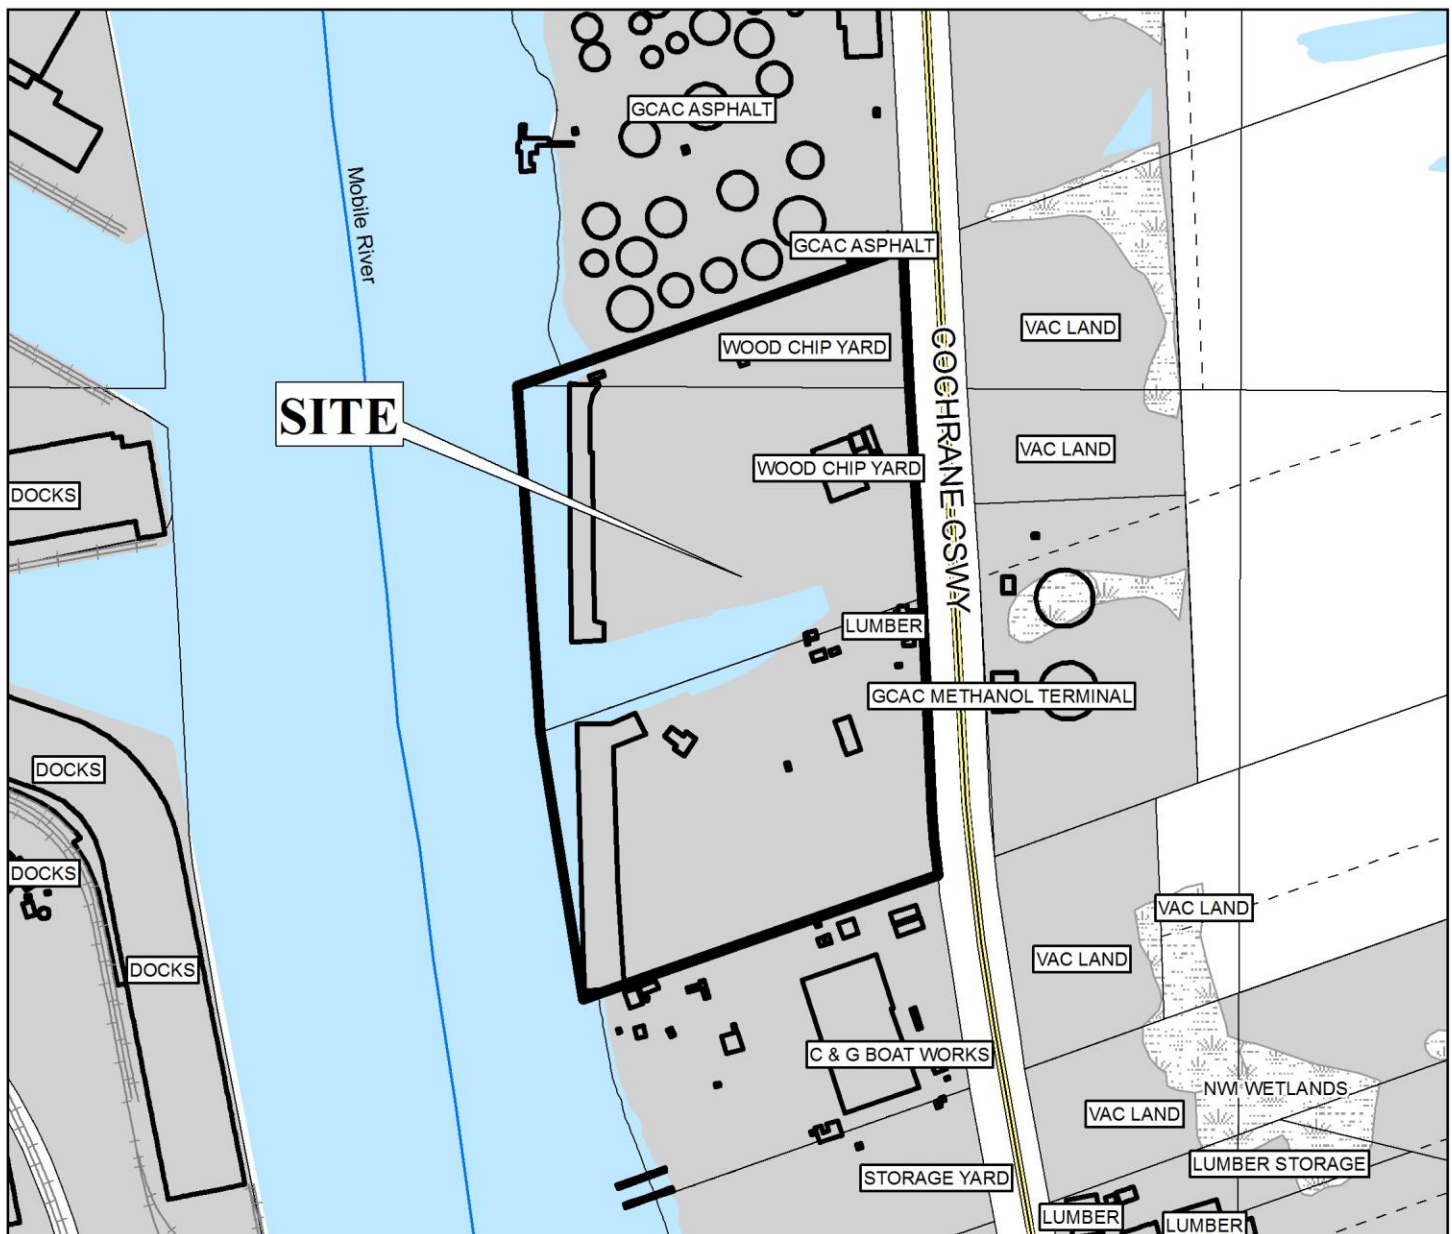 GCAC ASPHALT
Mobile River
GCAC ASPHALT
VAC LAND
WOOD CHIP YARD
COCHRANE CSWY
SITE
VAC LAND
WOOD CHIP YARD
DOCKS
LUMBER
GCAC METHANOL TERMINAL
DOCKS
DOCKS
VAC LAND
VAC LAND
DOCKS
C & G BOAT WORKS
NWI WETLANDS
VAC LAND
LUMBER STORAGE
STORAGE YARD
LUMBER
LUMBER